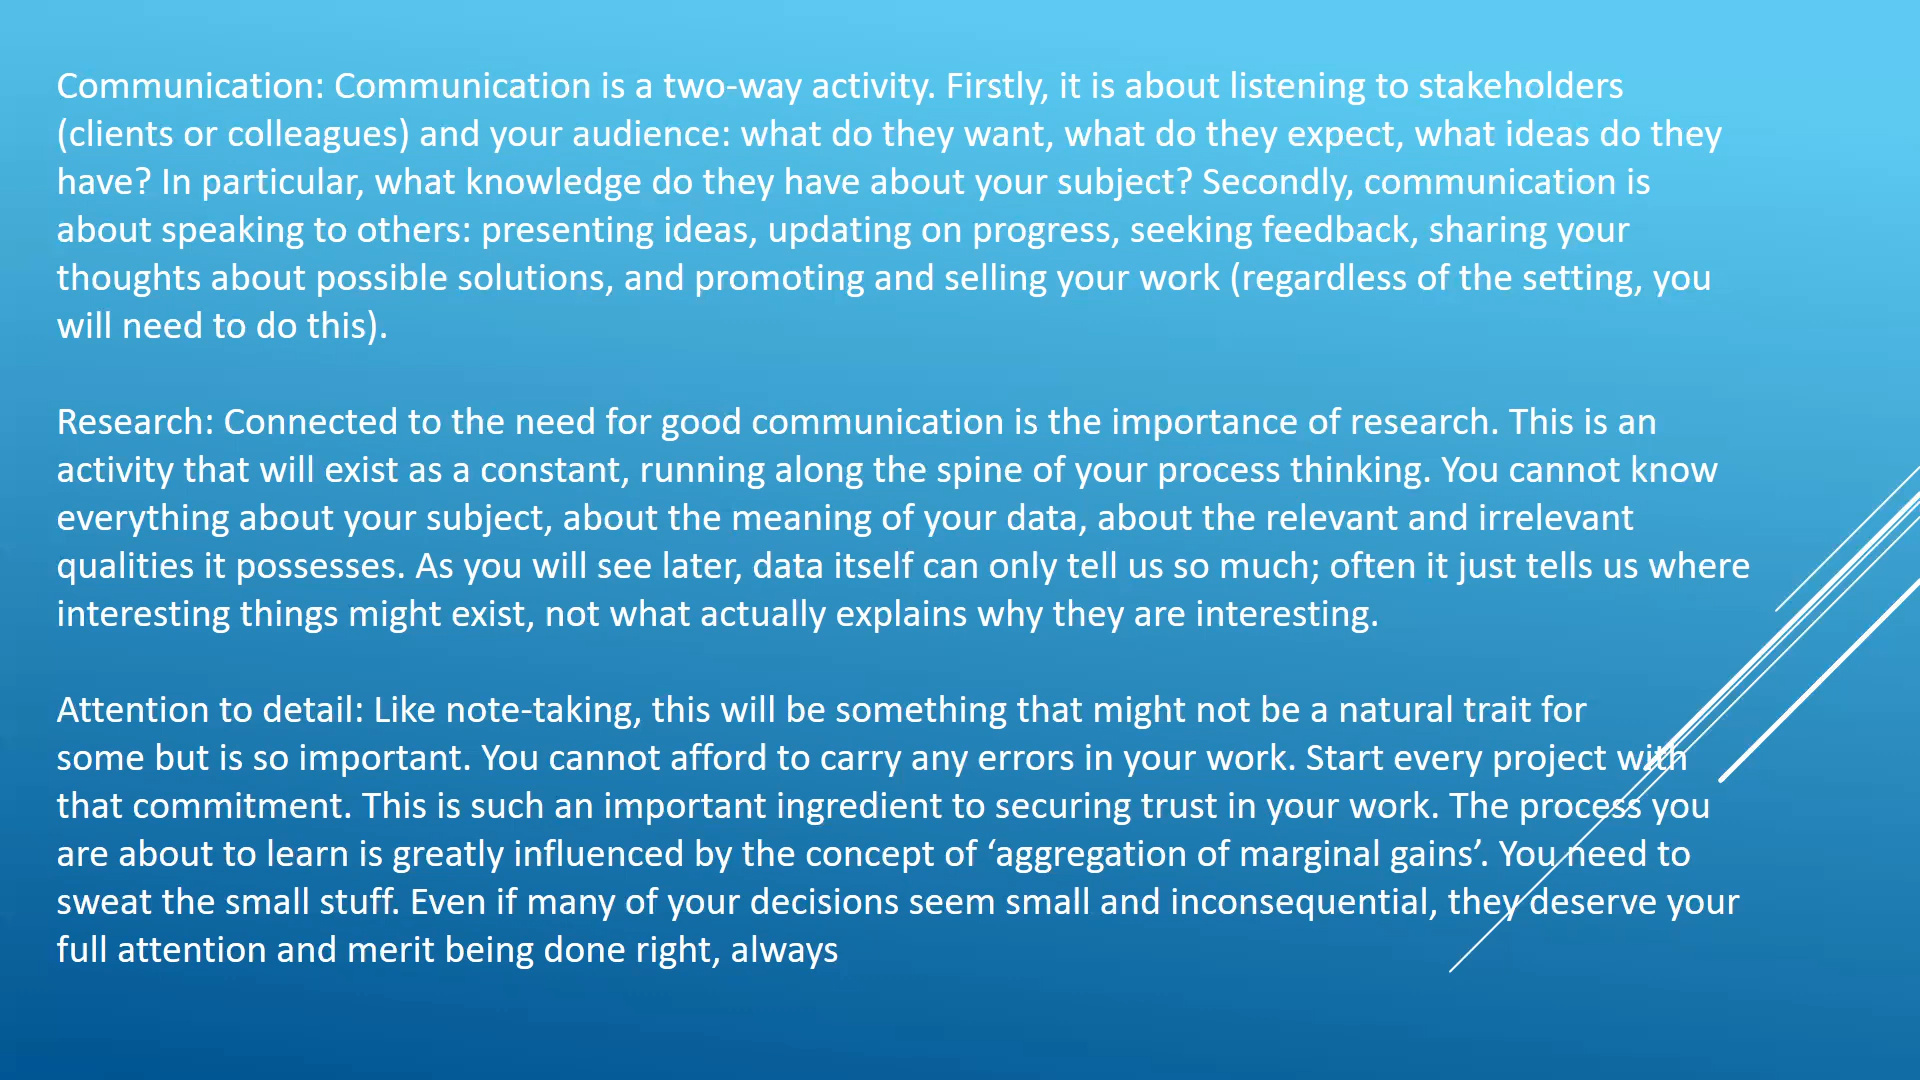 Communication: Communication is a two-way activity. Firstly, it is about listening to stakeholders
(clients or colleagues) and your audience: what do they want, what do they expect, what ideas do they
have? In particular, what knowledge do they have about your subject? Secondly, communication is
about speaking to others: presenting ideas, updating on progress, seeking feedback, sharing your
thoughts about possible solutions, and promoting and selling your work (regardless of the setting, you
will need to do this).
Research: Connected to the need for good communication is the importance of research. This is an
activity that will exist as a constant, running along the spine of your process thinking. You cannot know
everything about your subject, about the meaning of your data, about the relevant and irrelevant
qualities it possesses. As you will see later, data itself can only tell us so much; often it just tells us where
interesting things might exist, not what actually explains why they are interesting.
Attention to detail: Like note-taking, this will be something that might not be a natural trait for
some but is so important. You cannot afford to carry any errors in your work. Start every project with
that commitment. This is such an important ingredient to securing trust in your work. The process you
are about to learn is greatly influenced by the concept of ‘aggregation of marginal gains’. You need to
sweat the small stuff. Even if many of your decisions seem small and inconsequential, they deserve your
full attention and merit being done right, always